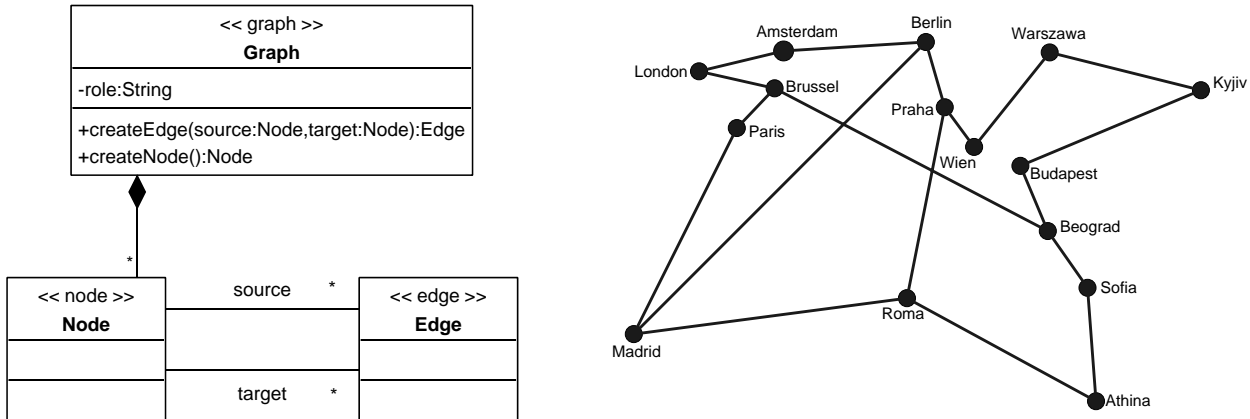 << graph >>
Graph
-role:String
+createEdge(source:Node,target:Node):Edge
+createNode():Node
*
<< node >>
Node
source *
target *
<< edge >>
Edge
Berlin
Amsterdam
Warszawa
London
Brussel
Kyjiv
Praha
Paris
Wien
Budapest
Beograd
Sofia
Roma
Madrid
Athina